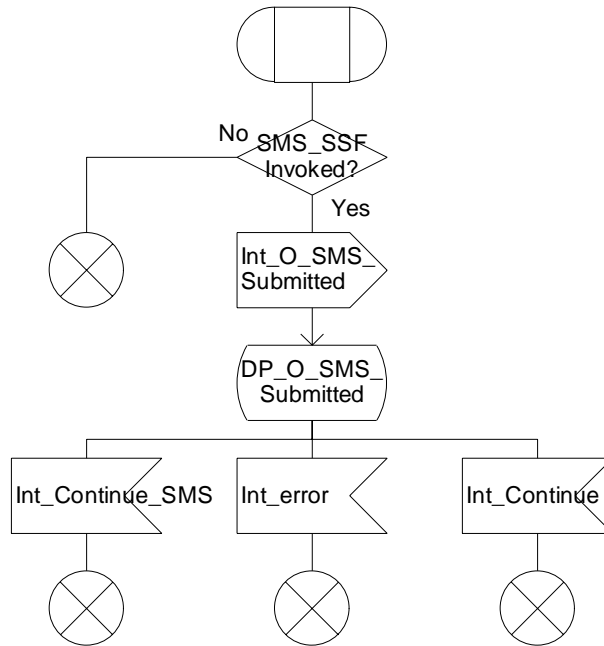 No
SMS_SSF
Invoked?
Yes
Int_O_SMS_
Submitted
DP_O_SMS_
Submitted
Int_Continue_SMS
Int_error
Int_Continue